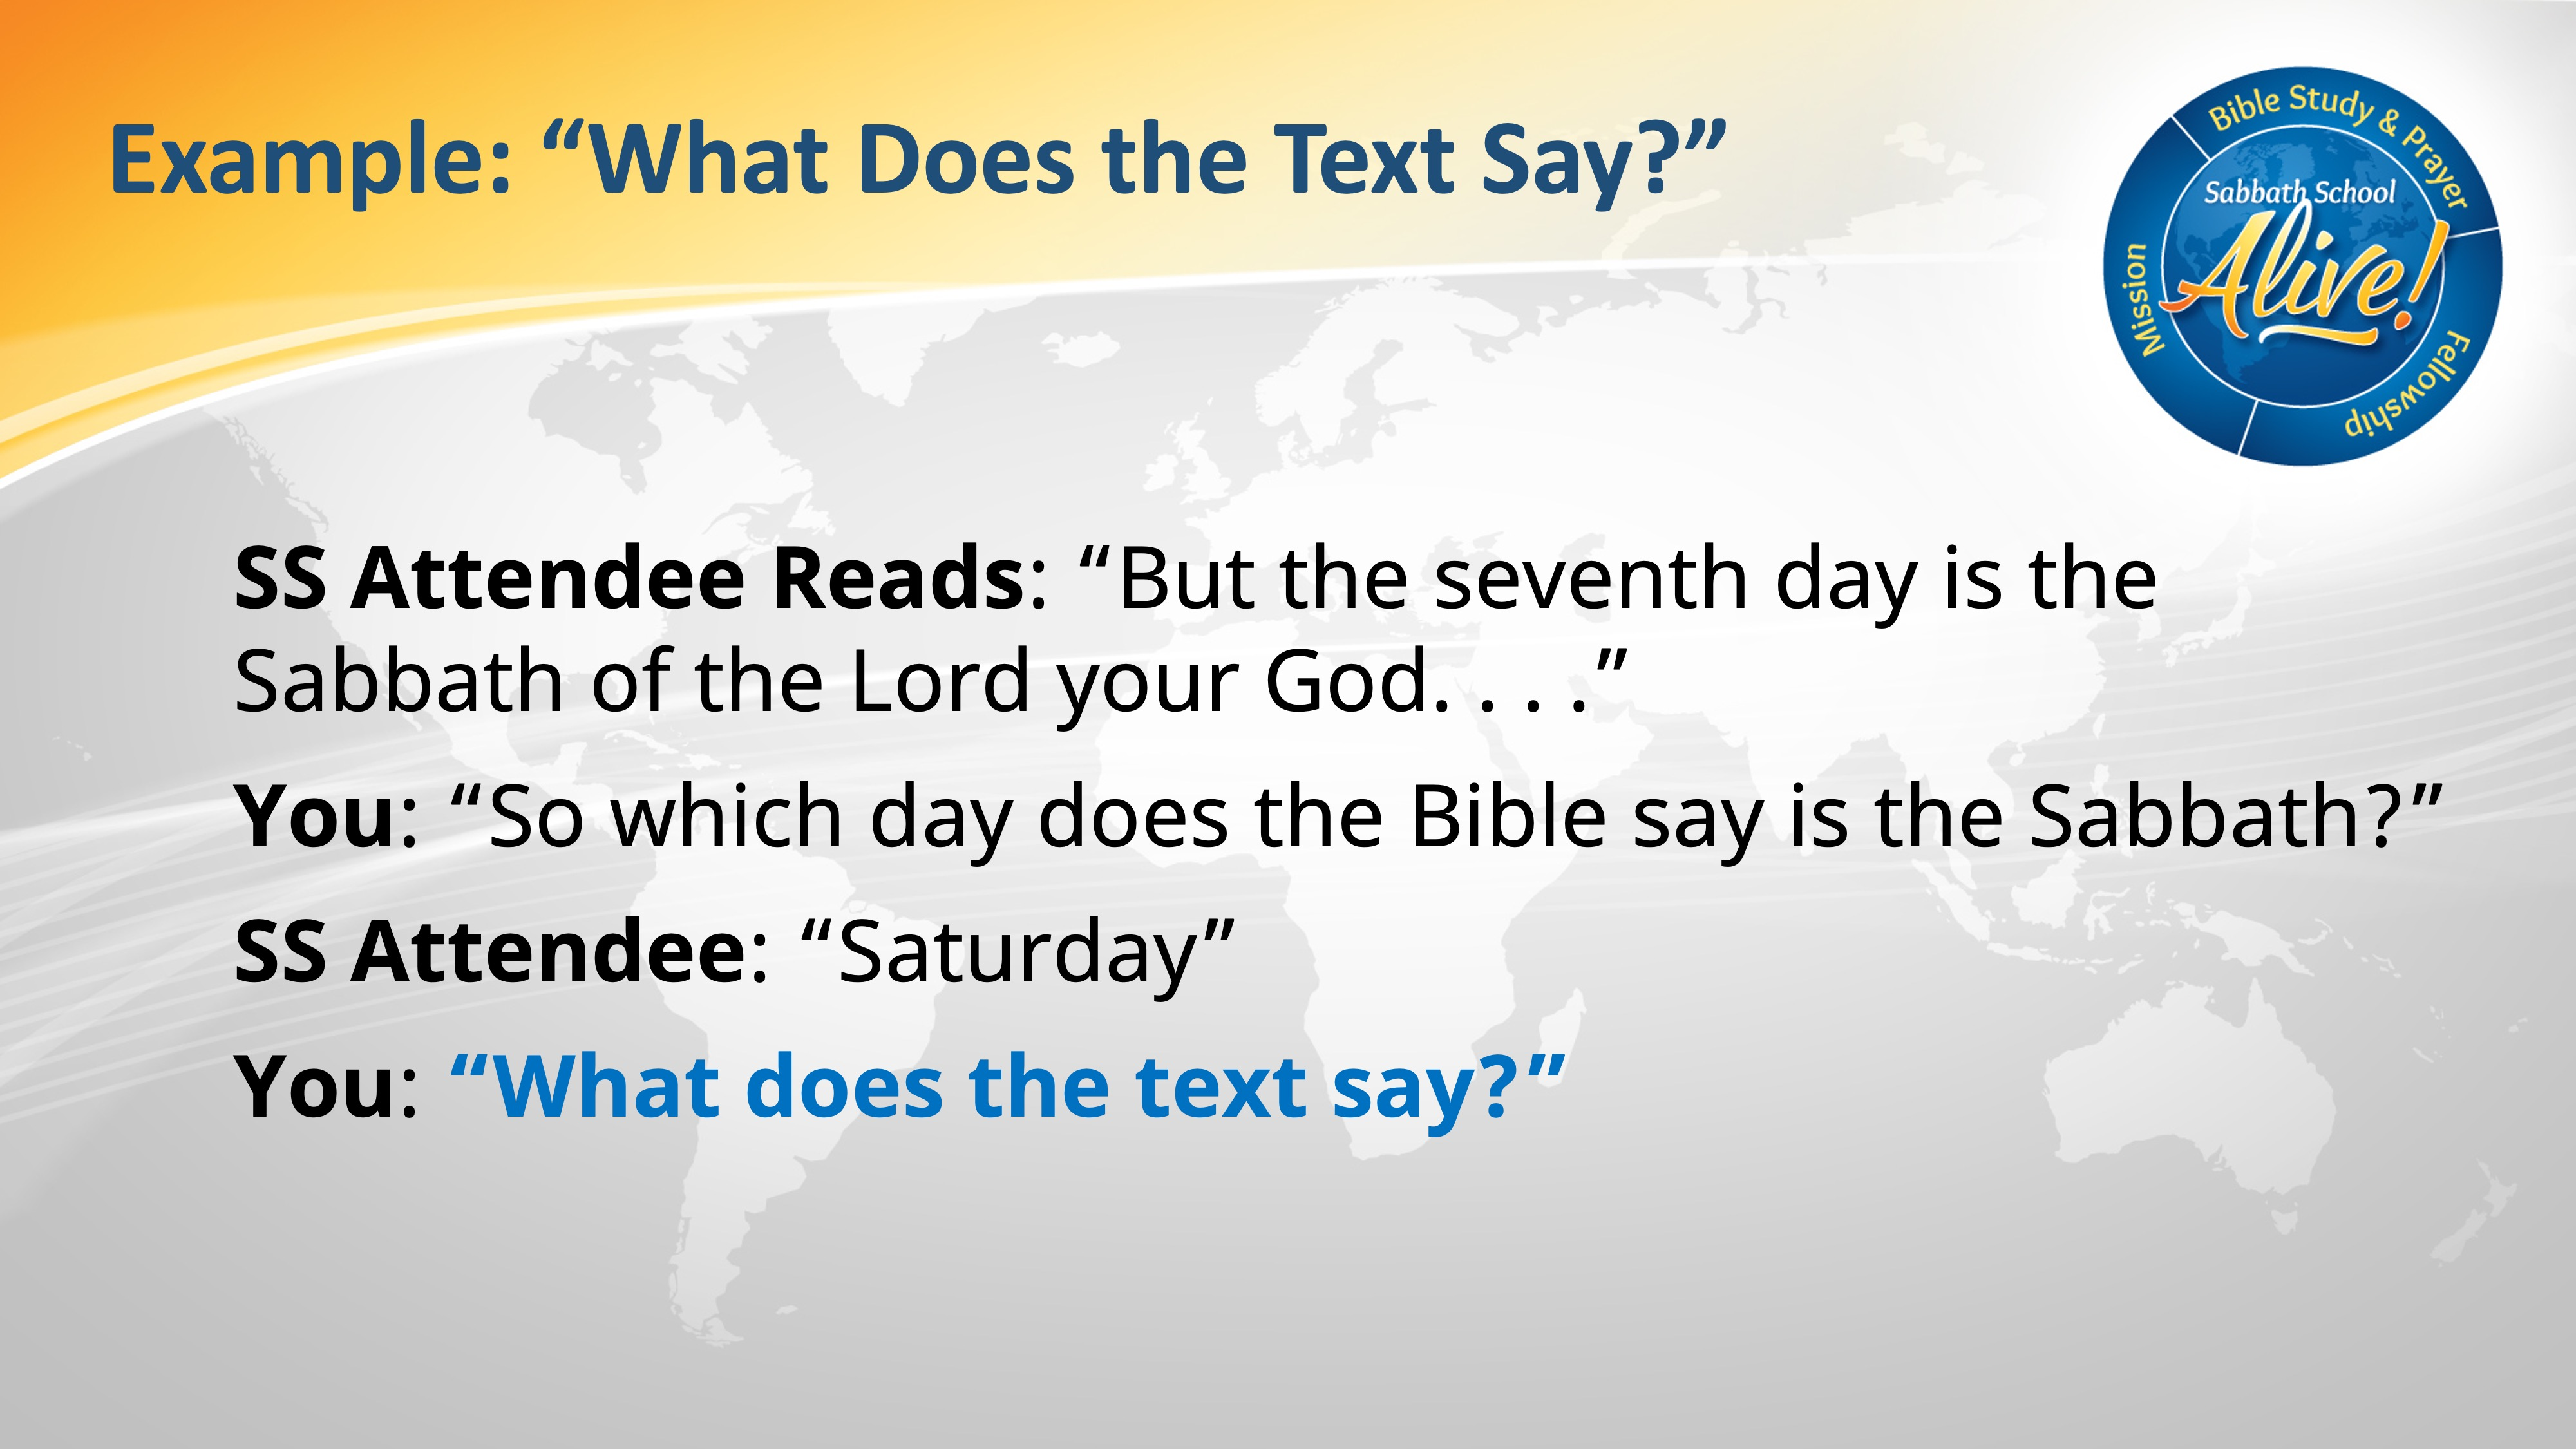 Example: “What Does the Text Say?”
Bible Study & Prayer
Sabbath School
Alive!
Mission
Fellowship
SS Attendee Reads: “But the seventh day is the
Sabbath of the Lord your God. . . .”
You: “So which day does the Bible say is the Sabbath?”
SS Attendee: “Saturday”
You: “What does the text say?”